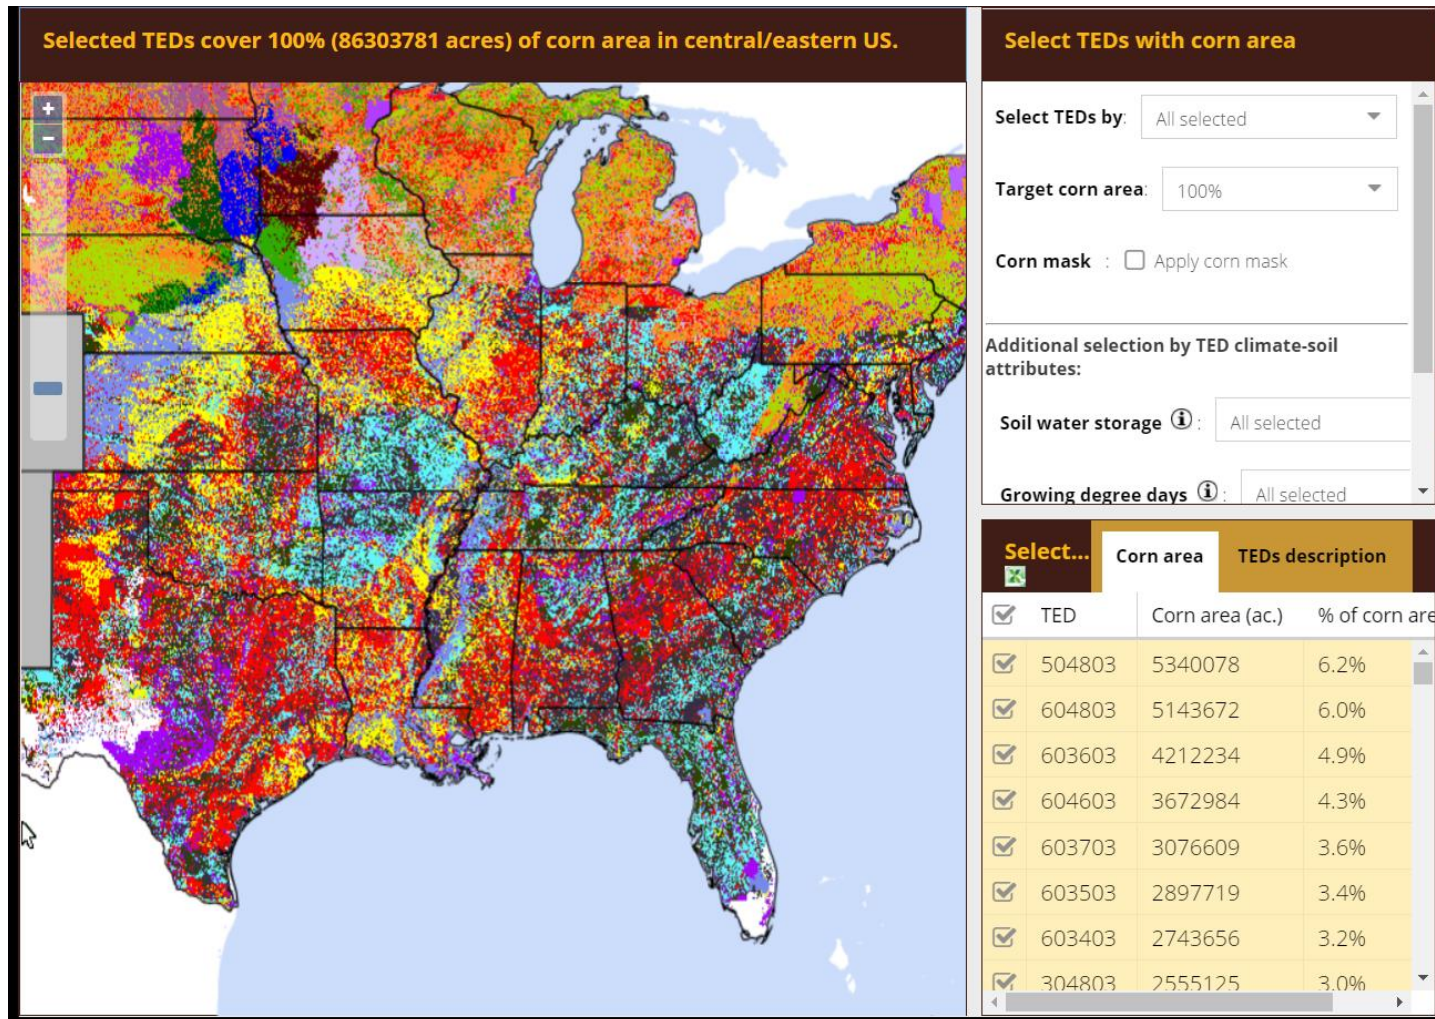 Selected TEDs cover 100% (86303781 acres) of corn area in central/eastern US.
+
−
Select TEDs with corn area
Select TEDs by: All selected
Target corn area: 100%
Corn mask : Apply corn mask
Additional selection by TED climate-soil
attributes:
Soil water storage i : All selected
Growing degree days i : All selected
Select... Corn area TEDs description
TED Corn area (ac.) % of corn are
504803 5340078 6.2%
604803 5143672 6.0%
603603 4212234 4.9%
604603 3672984 4.3%
603703 3076609 3.6%
603503 2897719 3.4%
603403 2743656 3.2%
304803 2555125 3.0%